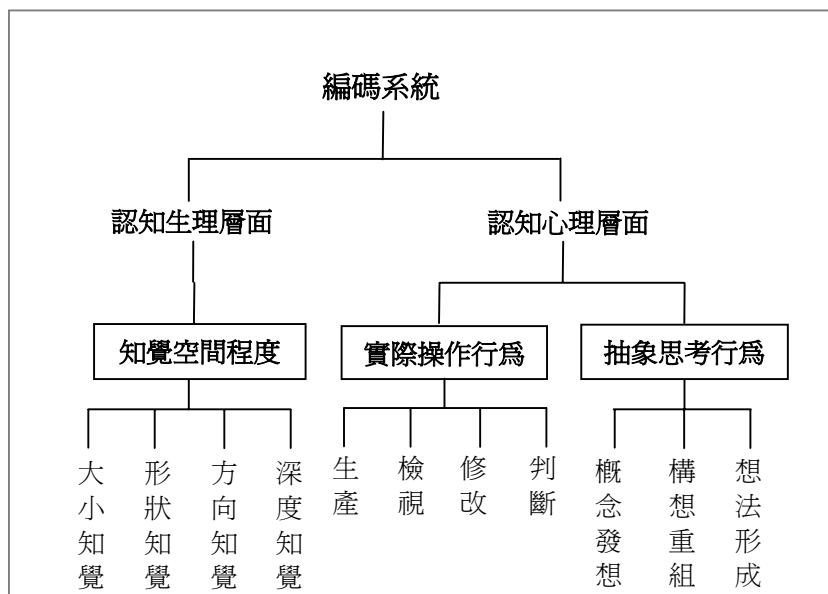 編碼系統
認知生理層面
認知心理層面
知覺空間程度
實際操作行為
抽象思考行為
大小知覺
形狀知覺
方向知覺
深度知覺
生產
檢視
修改
判斷
概念發想
構想重組
想法形成